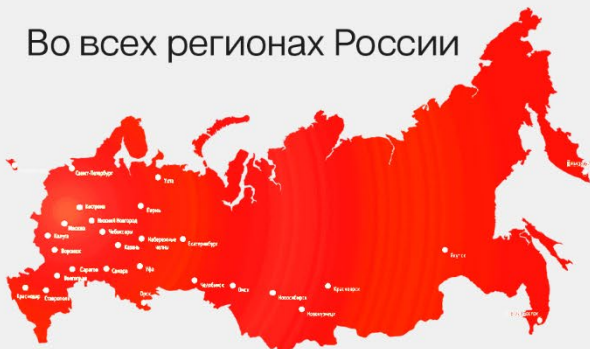 Во всех регионах России
Санкт-Петербург
Ухта
Кострома
Пермь
Нижний Новгород
Москва
Чебоксары
Калуга
Набережные
челны
Екатеринбург
Казань
Воронеж
Якутск
Саратов
Самара
Уфа
Волгоград
Челябинск
Омск
Красноярск
Орск
Краснодар
Ставрополь
Новосибирск
Новокузнецк